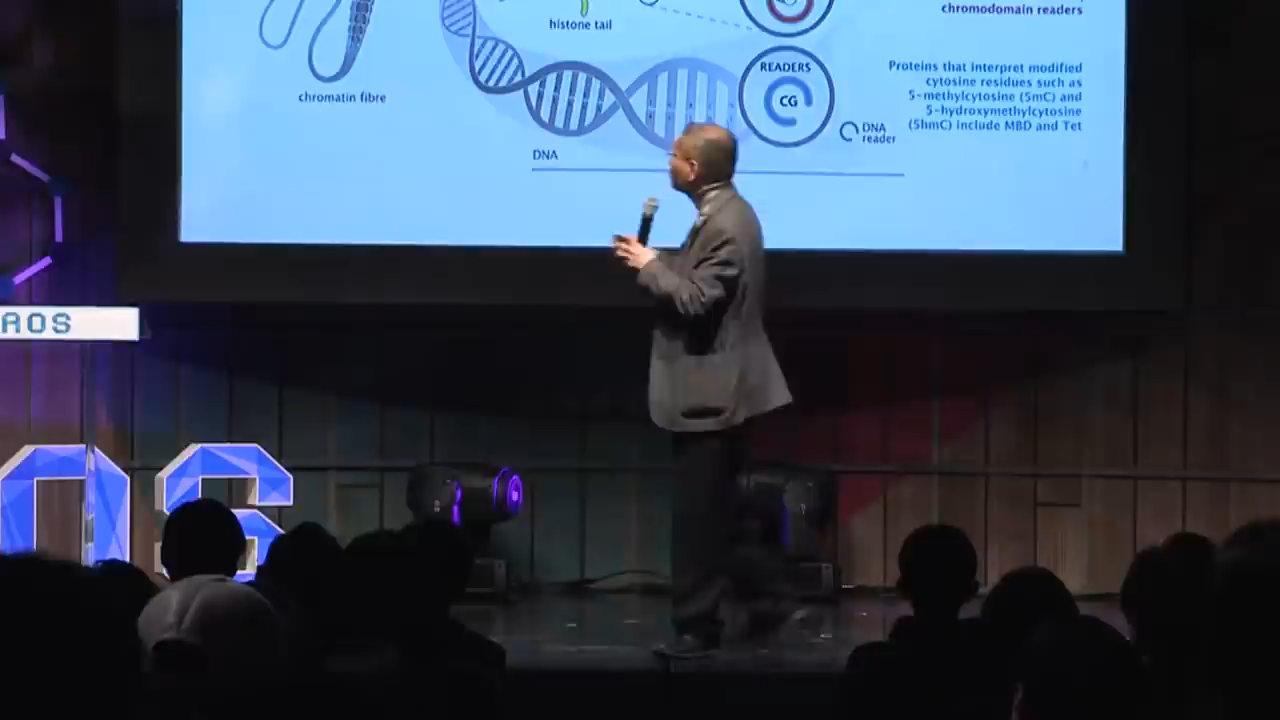 histone tail
chromodomain readers
chromatin fibre
READERS
CG
Proteins that interpret modified
cytosine residues such as
5-methylcytosine (5mC) and
5-hydroxymethylcytosine
(5hmC) include MBD and Tet
DNA
reader
DNA
AOS
OS